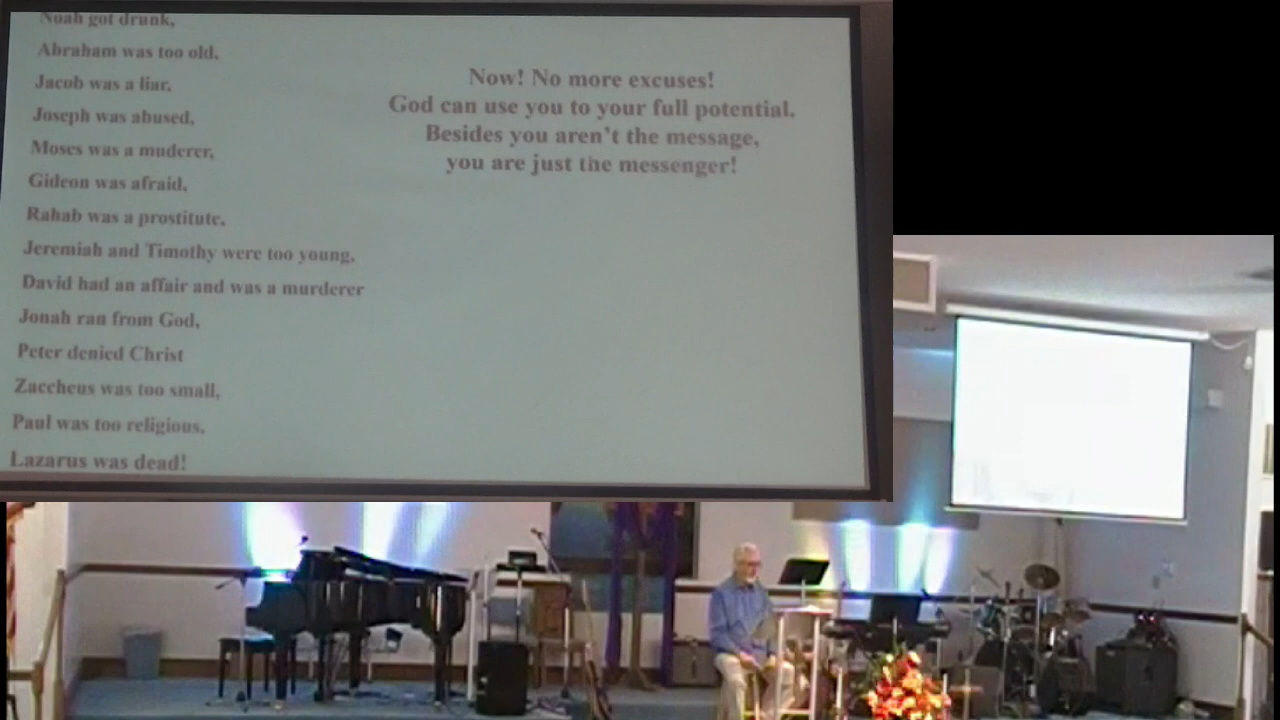 Noah got drunk,
Abraham was too old,
Jacob was a liar,
Joseph was abused,
Moses was a muderer,
Gideon was afraid,
Rahab was a prostitute,
Jeremiah and Timothy were too young,
David had an affair and was a murderer
Jonah ran from God,
Peter denied Christ
Zaccheus was too small,
Paul was too religious,
Lazarus was dead!
Now! No more excuses!
God can use you to your full potential.
Besides you aren't the message,
you are just the messenger!